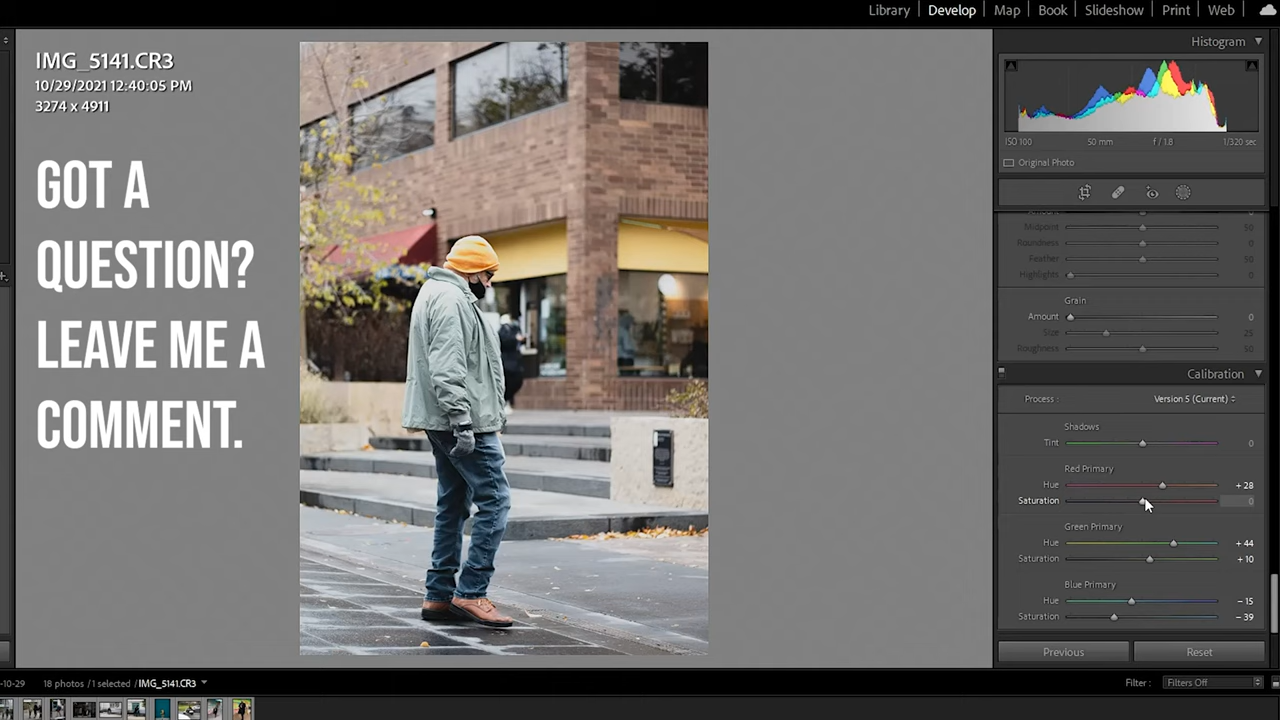 Library Develop Map Book Slideshow Print Web
IMG_5141.CR3
10/29/2021 12:40:05 PM
3274 x 4911
GOT A
QUESTION?
LEAVE ME A
COMMENT.
Histogram
ISO 100 50 mm f / 1.8 1/320 sec
Original Photo
Amount 0
Midpoint 50
Roundness 0
Feather 50
Highlights 0
Grain
Amount 0
Size 25
Roughness 50
Calibration
Process : Version 5 (Current)
Shadows
Tint 0
Red Primary
Hue + 28
Saturation 0
Green Primary
Hue + 44
Saturation + 10
Blue Primary
Hue - 15
Saturation - 39
Previous Reset
-10-29 18 photos / 1 selected / IMG_5141.CR3 Filter : Filters Off